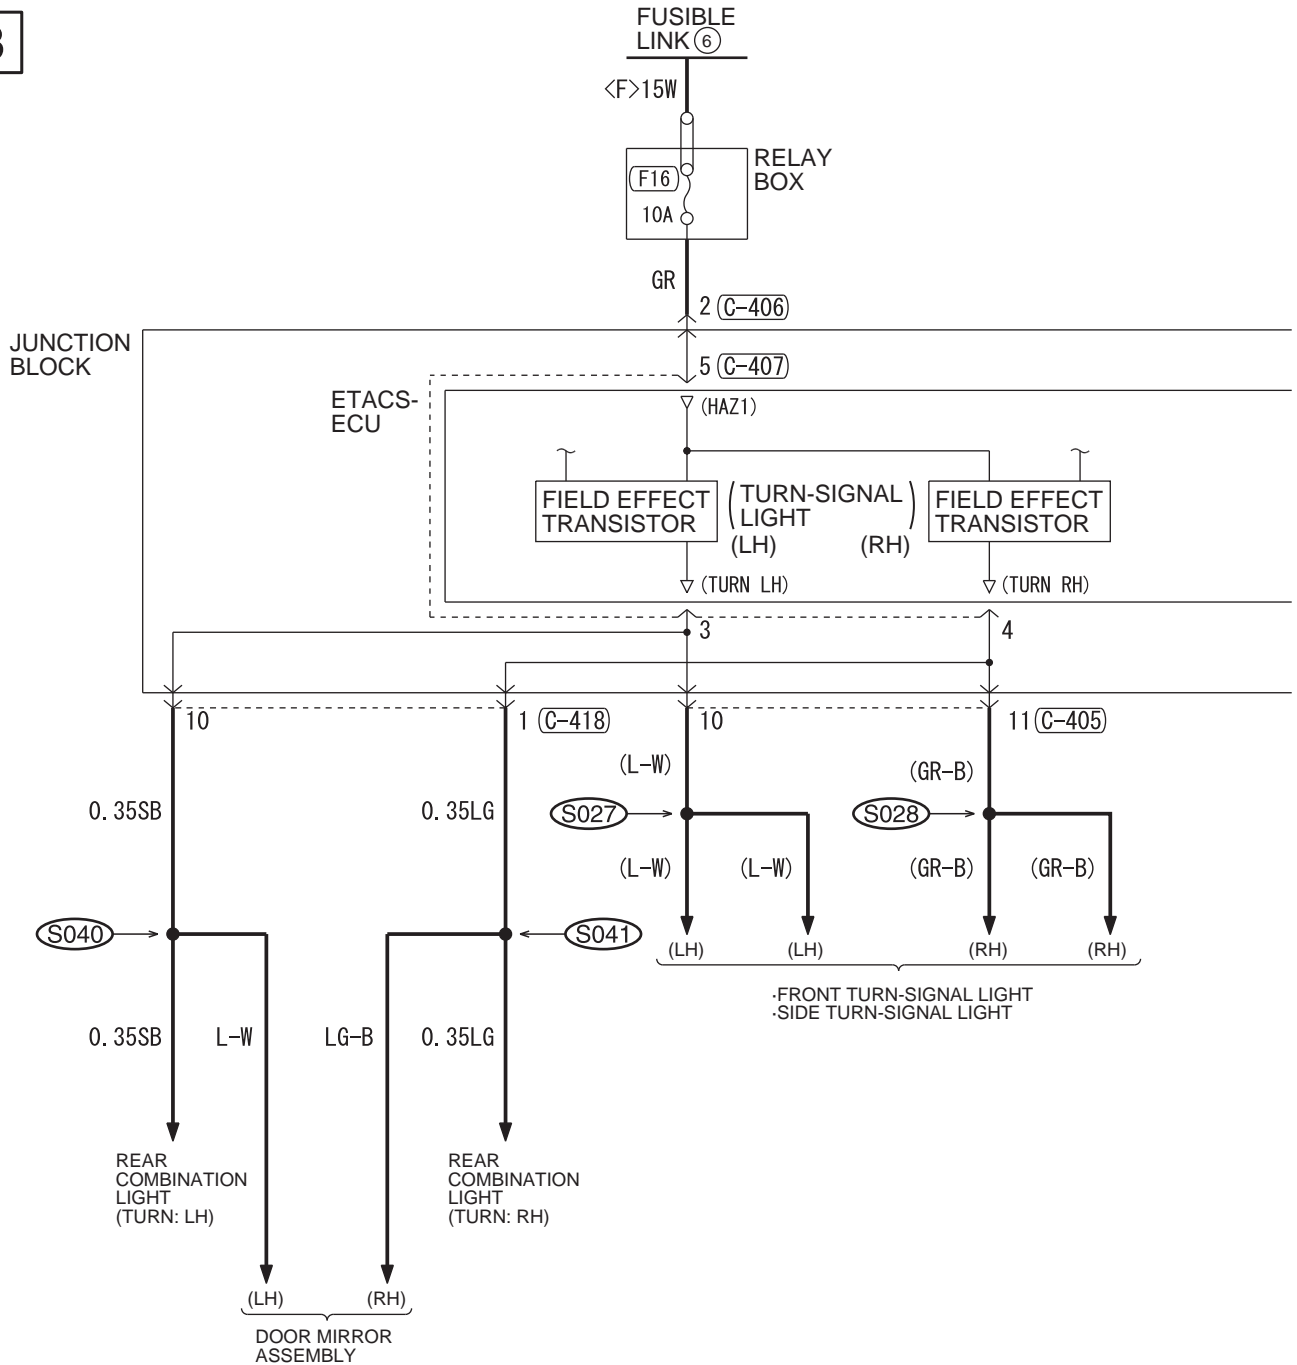 FUSIBLE
LINK 6
<F>15W
RELAY
BOX
F16
10A
GR
2 C-406
JUNCTION
BLOCK
5 C-407
ETACS-
ECU
(HAZ1)
FIELD EFFECT
TRANSISTOR
(TURN-SIGNAL
LIGHT)
(LH) (RH)
FIELD EFFECT
TRANSISTOR
(TURN LH)
(TURN RH)
3
4
10
1 C-418
10
11 C-405
(L-W)
(GR-B)
0.35SB
0.35LG
S027
S028
(L-W)
(L-W)
(GR-B)
(GR-B)
S040
S041
(LH)
(LH)
(RH)
(RH)
·FRONT TURN-SIGNAL LIGHT
·SIDE TURN-SIGNAL LIGHT
0.35SB
L-W
LG-B
0.35LG
REAR
COMBINATION
LIGHT
(TURN: LH)
REAR
COMBINATION
LIGHT
(TURN: RH)
(LH)
(RH)
DOOR MIRROR
ASSEMBLY